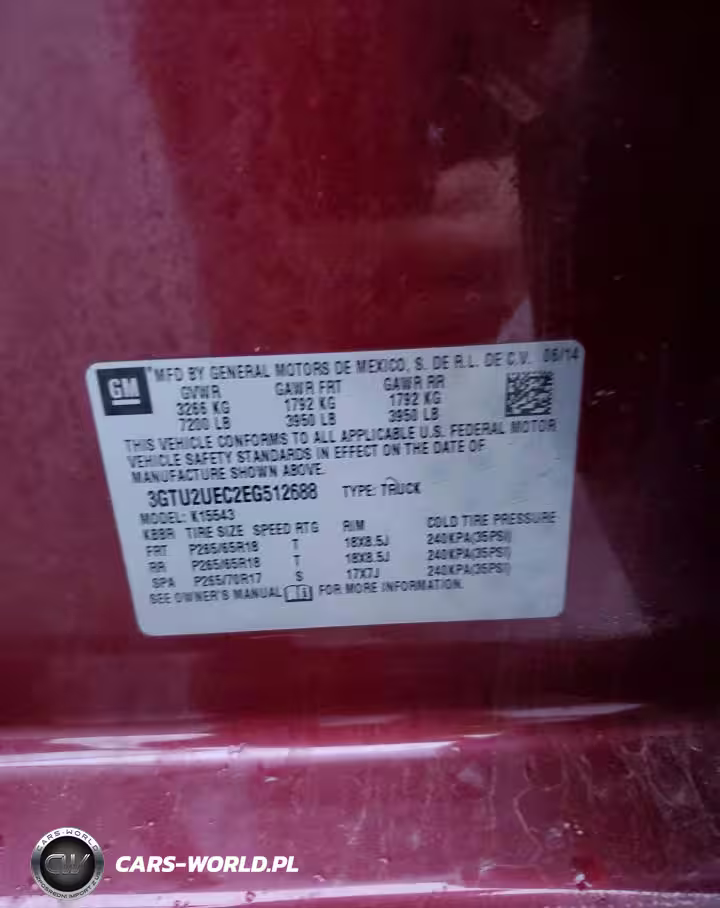 GM
MFD BY GENERAL MOTORS DE MEXICO, S. DE R.L. DE C.V. 06/14
GVWR GAWR FRT GAWR RR
3266 KG 1792 KG 1792 KG
7200 LB 3950 LB 3950 LB
THIS VEHICLE CONFORMS TO ALL APPLICABLE U.S. FEDERAL MOTOR
VEHICLE SAFETY STANDARDS IN EFFECT ON THE DATE OF
MANUFACTURE SHOWN ABOVE.
3GTU2UEC2EG512688 TYPE: TRUCK
MODEL: K15543
KBBR TIRE SIZE SPEED RTG RIM COLD TIRE PRESSURE
FRT P265/65R18 T 18X8.5J 240KPA(35PSI)
RR P265/65R18 T 18X8.5J 240KPA(35PSI)
SPA P265/70R17 S 17X7J 240KPA(35PSI)
SEE OWNER'S MANUAL FOR MORE INFORMATION.
CARS-WORLD
CW
CARS-WORLD.PL